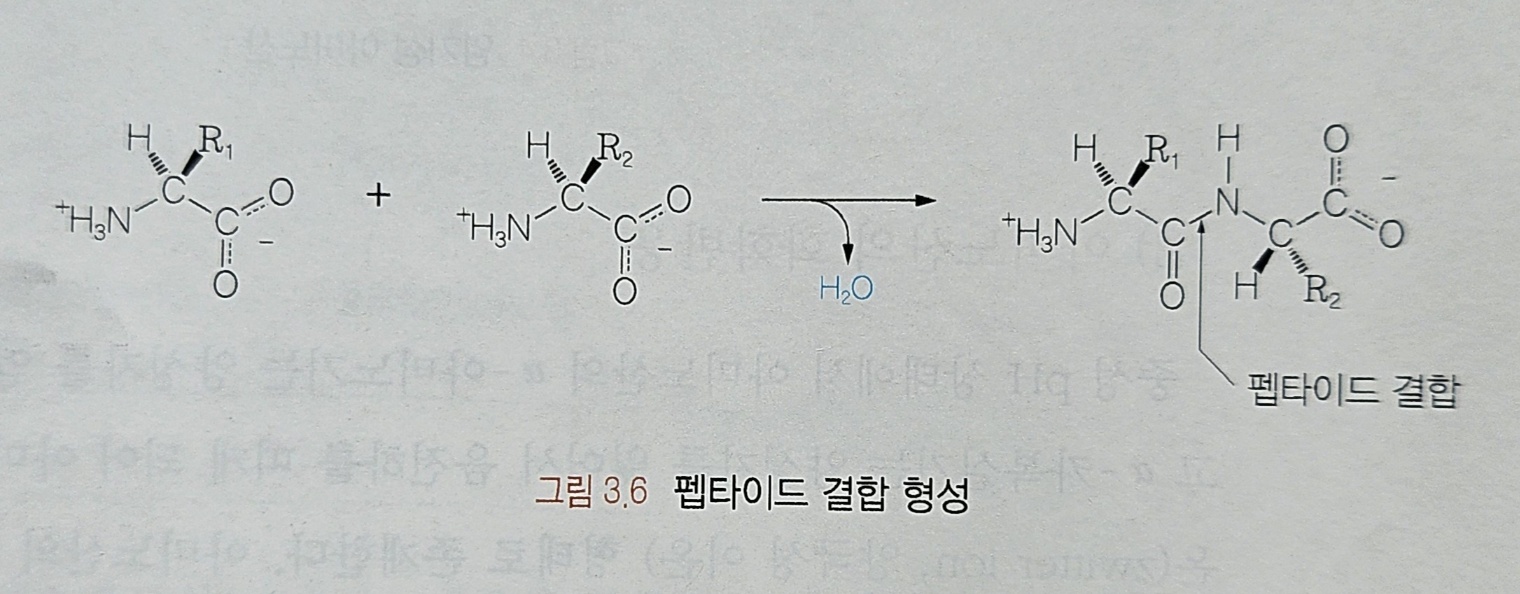 H R₁ H R₂ H R₁ H O
⁺H₃N C C O + ⁺H₃N C C O ⁺H₃N C C N C C O
O − O − H₂O O H R₂ −
펩타이드 결합
그림 3.6 펩타이드 결합 형성